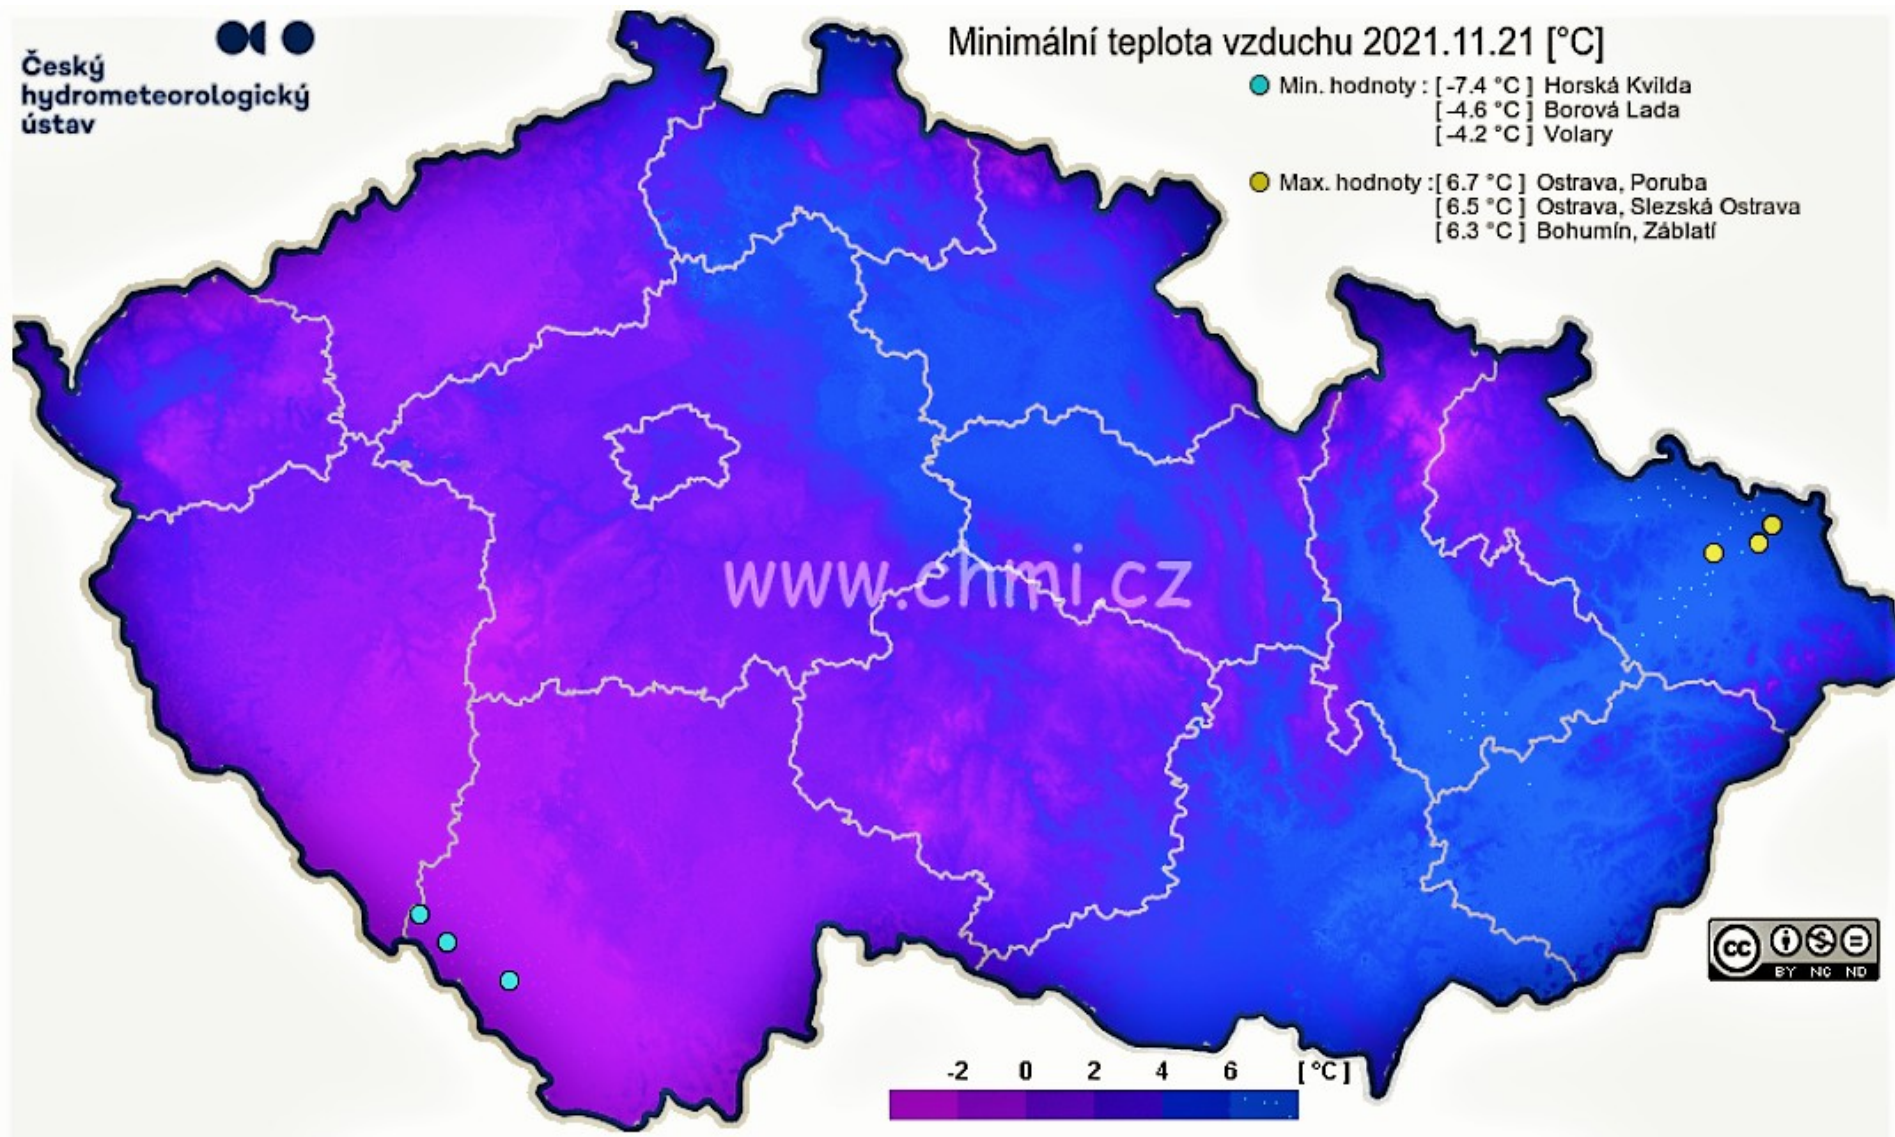 Český
hydrometeorologický
ústav
Minimální teplota vzduchu 2021.11.21 [°C]
Min. hodnoty : [ -7.4 °C ] Horská Kvilda
[ -4.6 °C ] Borová Lada
[ -4.2 °C ] Volary
Max. hodnoty : [ 6.7 °C ] Ostrava, Poruba
[ 6.5 °C ] Ostrava, Slezská Ostrava
[ 6.3 °C ] Bohumín, Záblatí
www.chmi.cz
cc BY NC ND
-2 0 2 4 6 [ °C ]